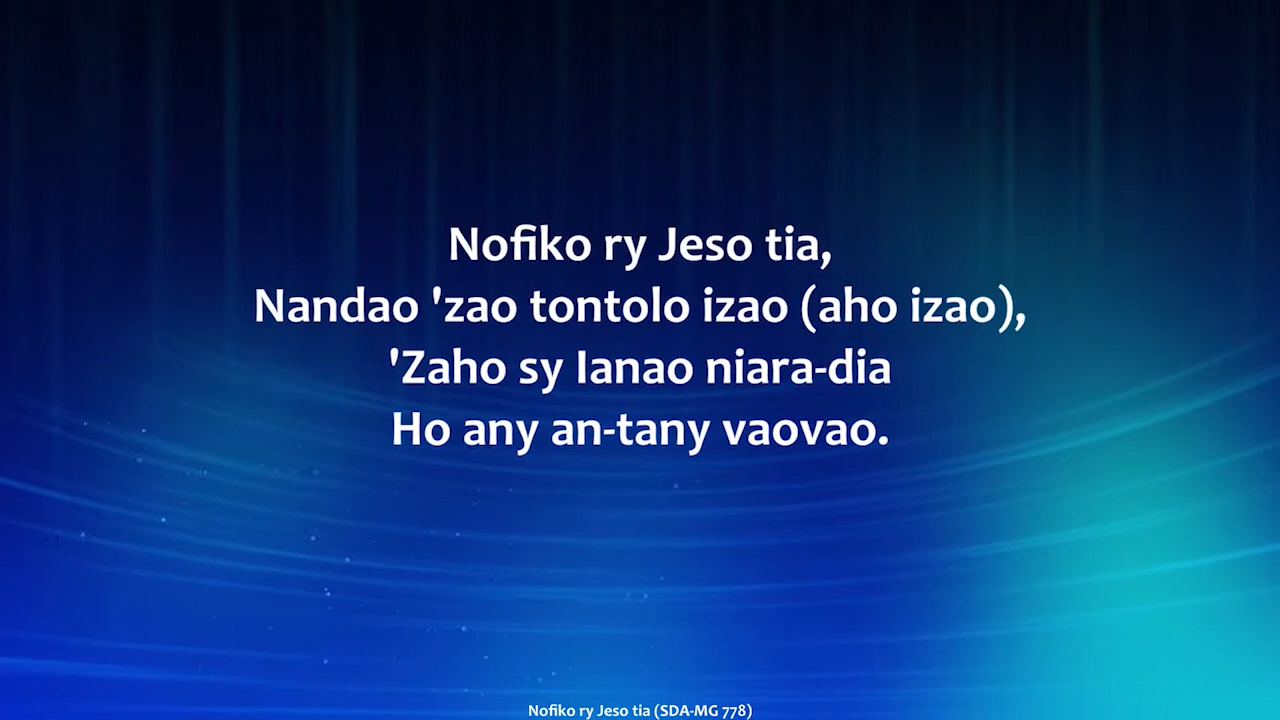 Nofiko ry Jeso tia,
Nandao 'zao tontolo izao (aho izao),
'Zaho sy Ianao niara-dia
Ho any an-tany vaovao.
Nofiko ry Jeso tia (SDA-MG 778)